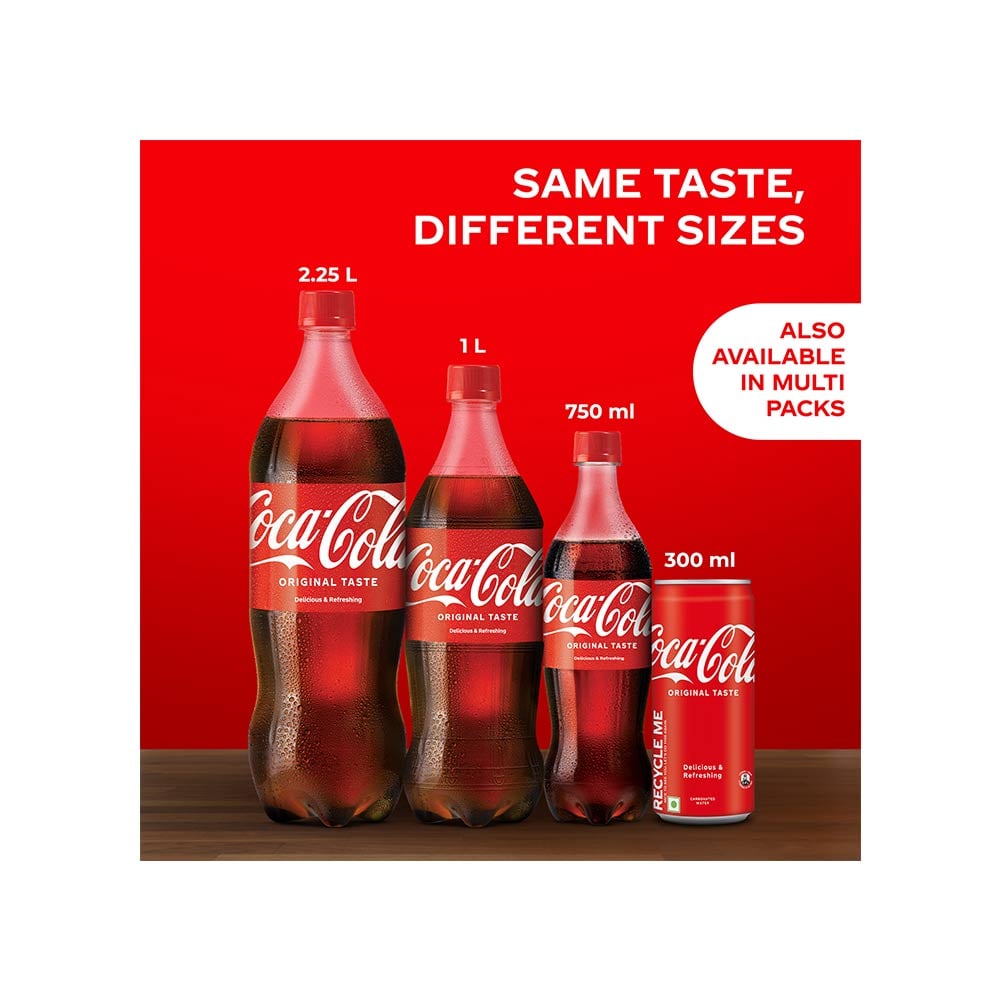 SAME TASTE,
DIFFERENT SIZES
2.25 L
1 L
750 ml
300 ml
ALSO
AVAILABLE
IN MULTI
PACKS
Coca-Cola
ORIGINAL TASTE
Delicious & Refreshing
Coca-Cola
ORIGINAL TASTE
Delicious & Refreshing
Coca-Cola
ORIGINAL TASTE
Delicious & Refreshing
Coca-Cola
ORIGINAL TASTE
RECYCLE ME
Delicious &
Refreshing
CARBONATED
WATER